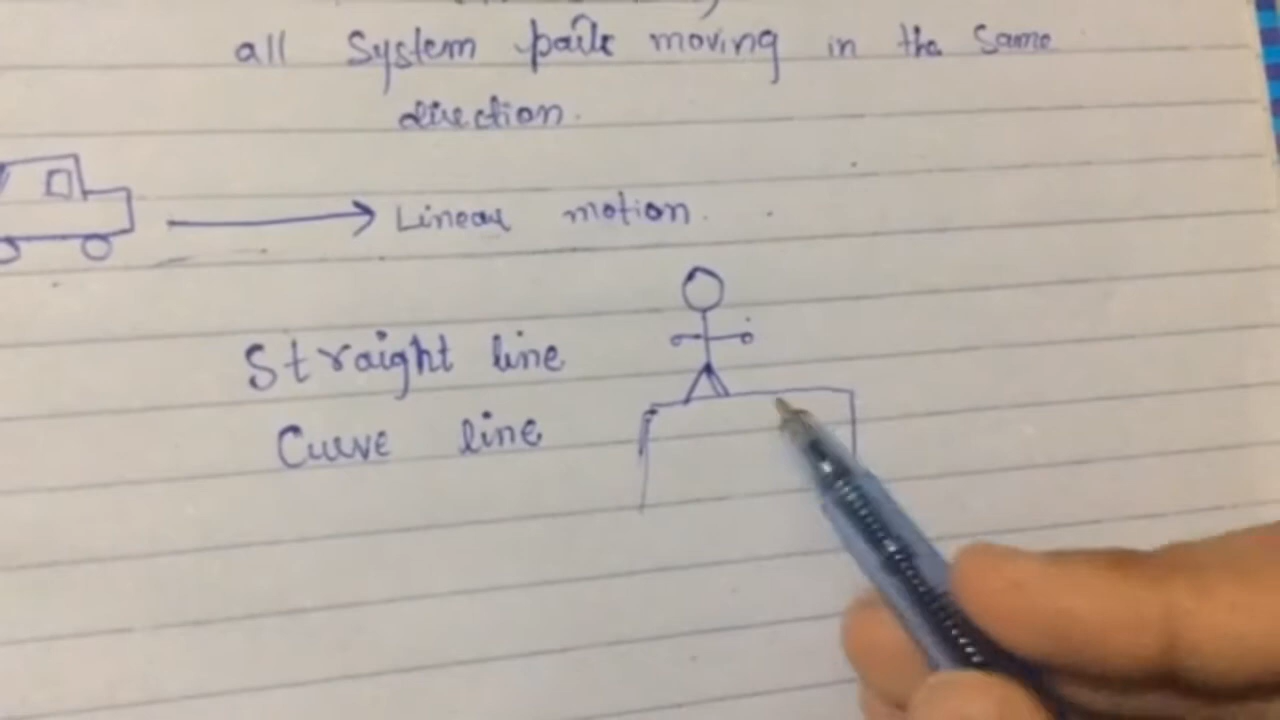 all System parts moving in the same
direction.
Linear motion.
Straight line
Curve line